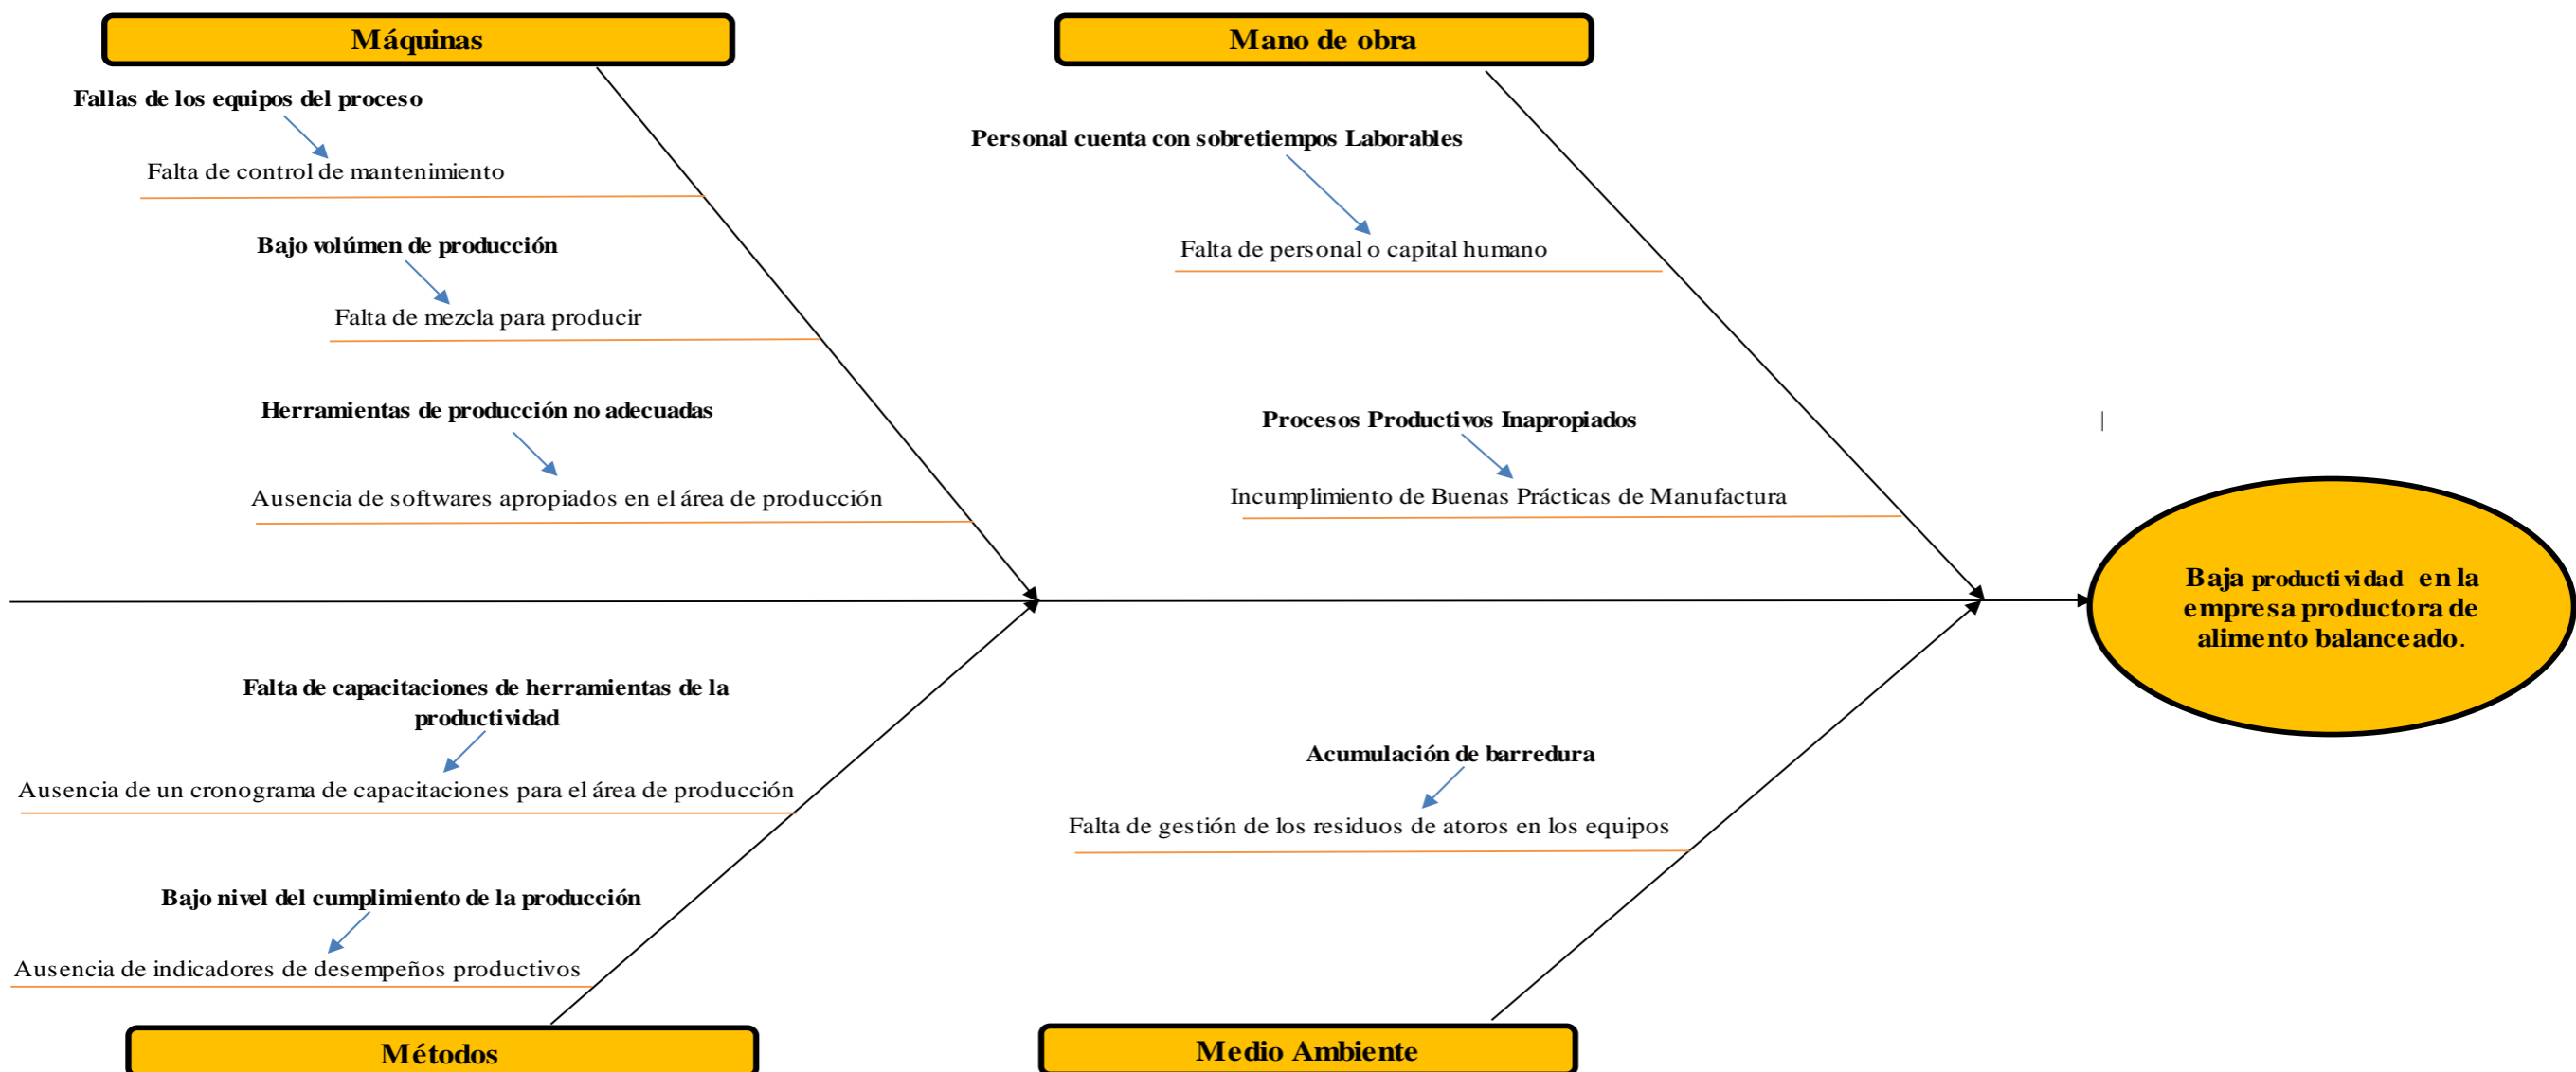 Máquinas
Mano de obra
Fallas de los equipos del proceso
Falta de control de mantenimiento
Bajo volúmen de producción
Falta de mezcla para producir
Herramientas de producción no adecuadas
Ausencia de softwares apropiados en el área de producción
Personal cuenta con sobretiempos Laborables
Falta de personal o capital humano
Procesos Productivos Inapropiados
Incumplimiento de Buenas Prácticas de Manufactura
Baja productividad en la
empresa productora de
alimento balanceado.
Falta de capacitaciones de herramientas de la
productividad
Ausencia de un cronograma de capacitaciones para el área de producción
Bajo nivel del cumplimiento de la producción
Ausencia de indicadores de desempeños productivos
Acumulación de barredura
Falta de gestión de los residuos de atoros en los equipos
Métodos
Medio Ambiente